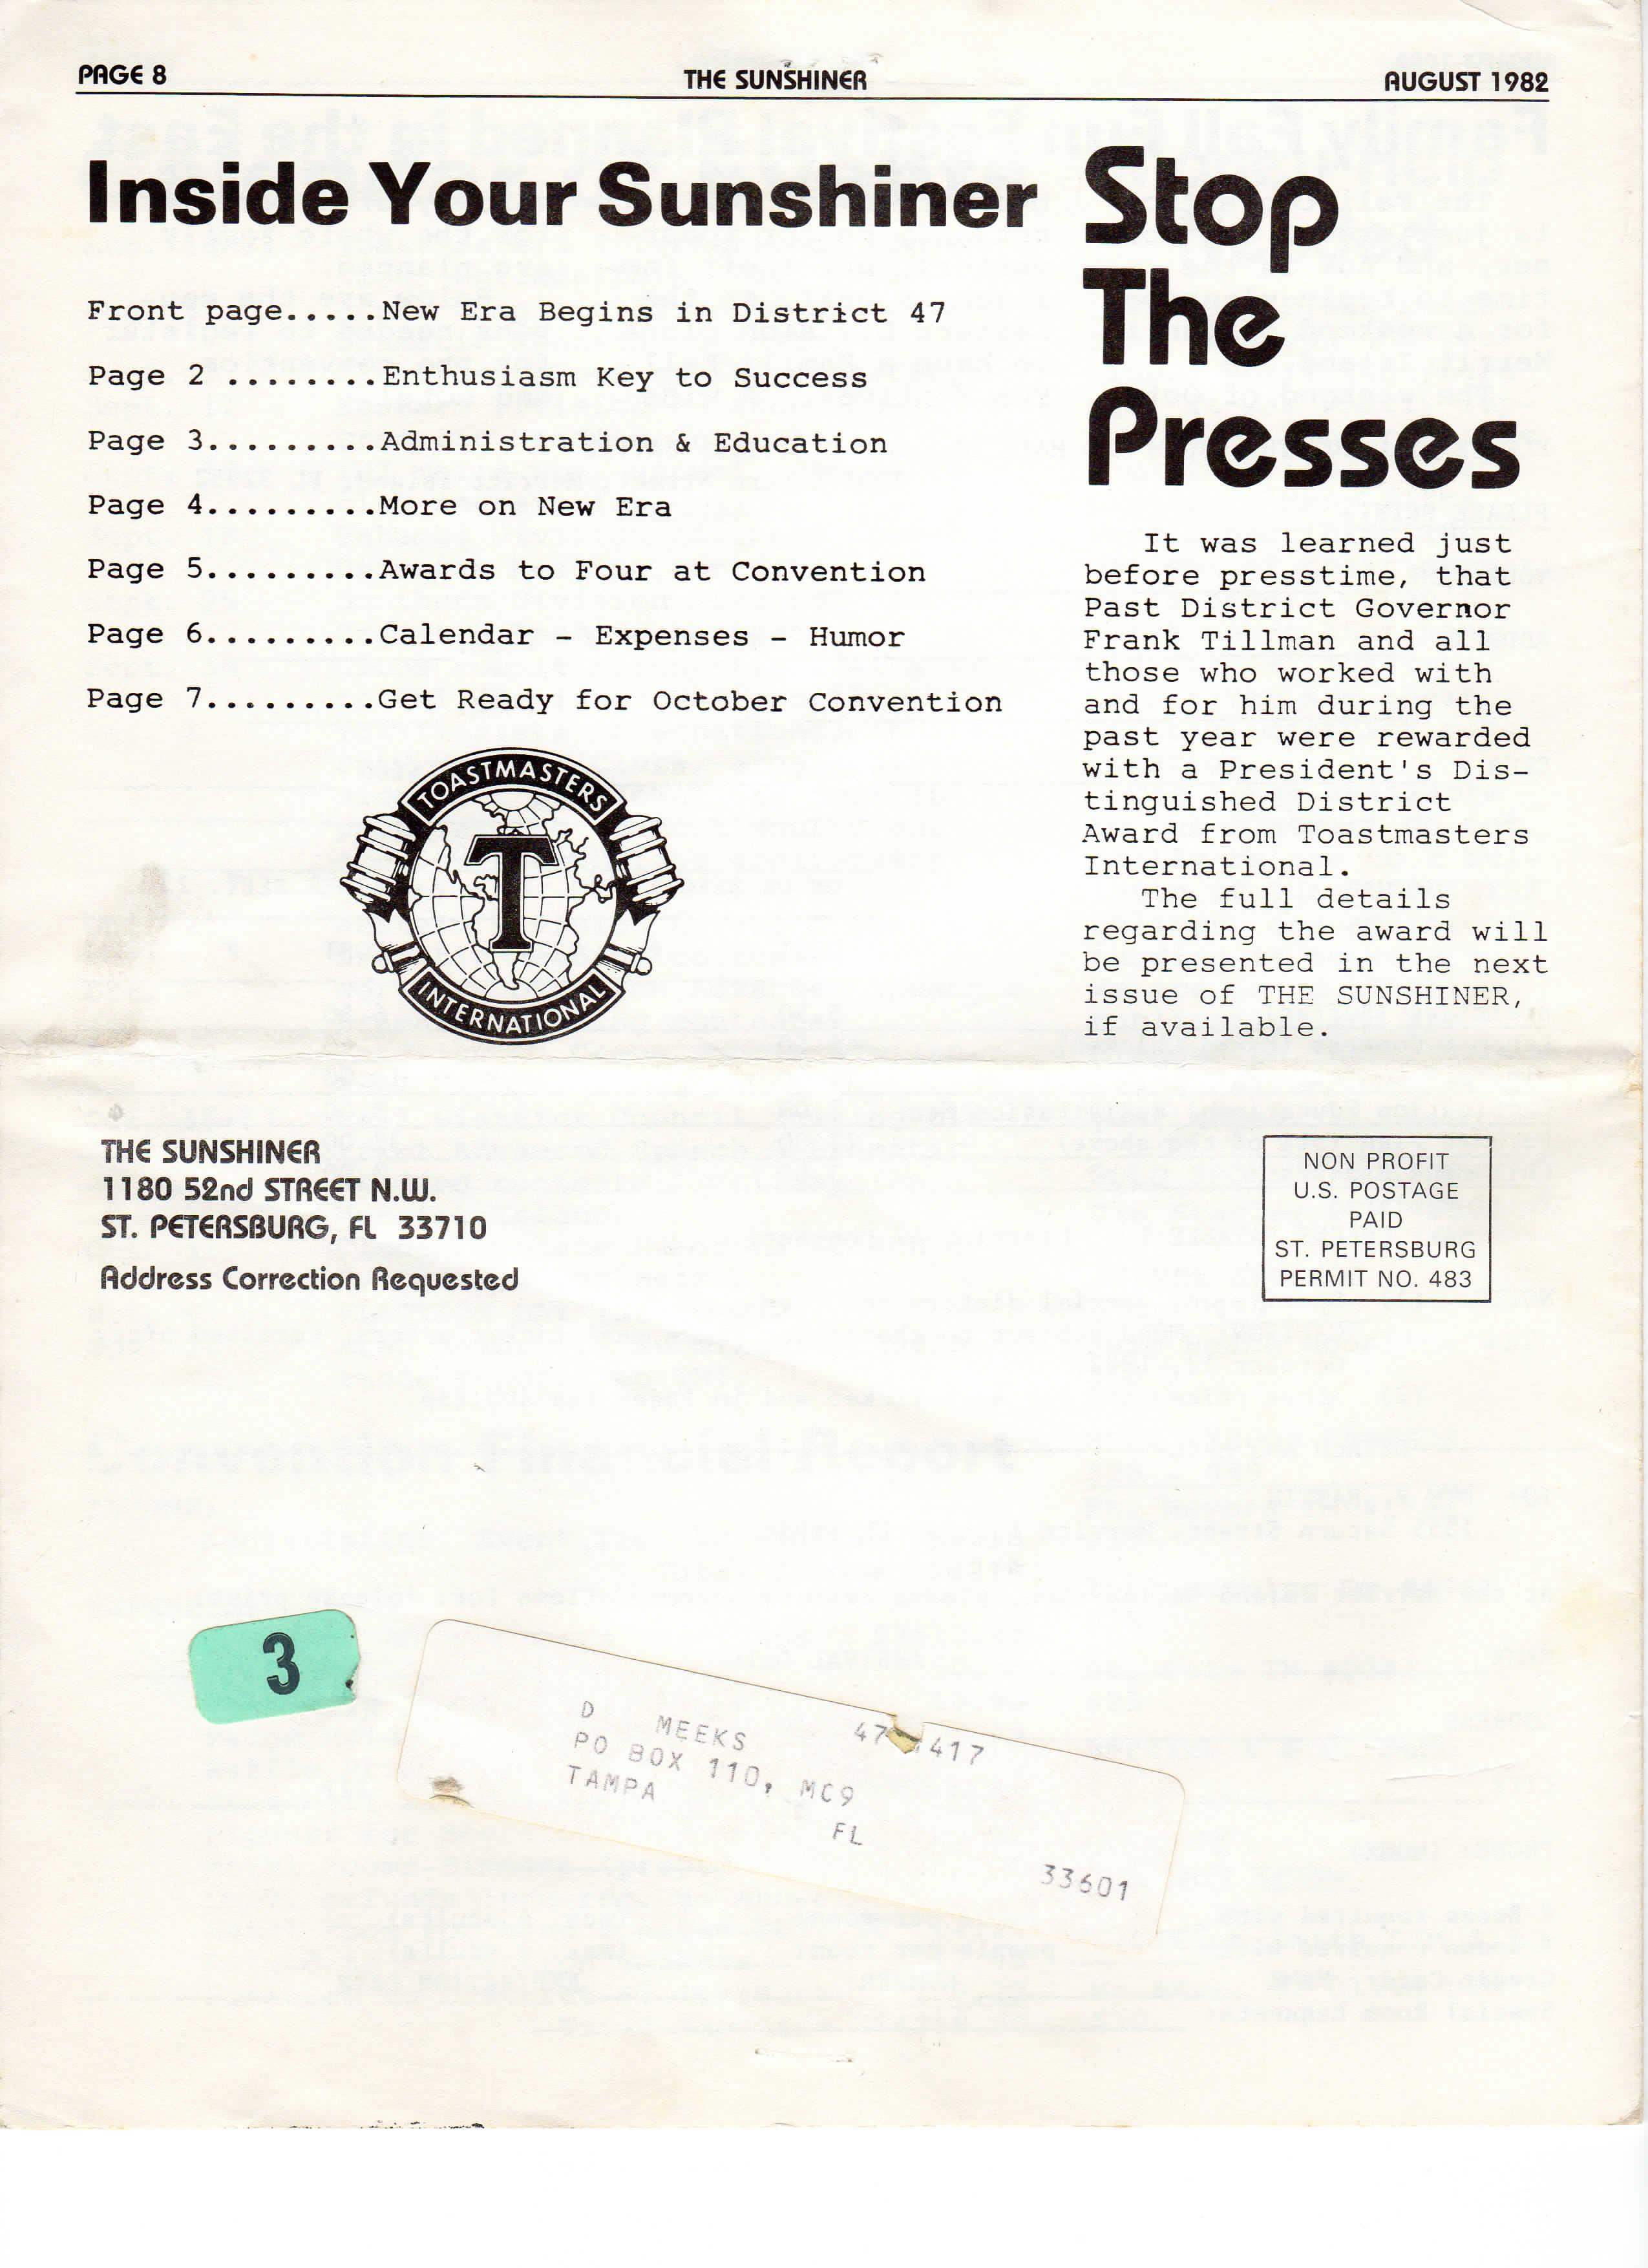 PAGE 8 THE SUNSHINER AUGUST 1982
Inside Your Sunshiner
Front page.....New Era Begins in District 47
Page 2 ........Enthusiasm Key to Success
Page 3.........Administration & Education
Page 4.........More on New Era
Page 5.........Awards to Four at Convention
Page 6.........Calendar - Expenses - Humor
Page 7.........Get Ready for October Convention
TOASTMASTERS
T
INTERNATIONAL
Stop
The
Presses
It was learned just
before presstime, that
Past District Governor
Frank Tillman and all
those who worked with
and for him during the
past year were rewarded
with a President's Dis-
tinguished District
Award from Toastmasters
International.
The full details
regarding the award will
be presented in the next
issue of THE SUNSHINER,
if available.
THE SUNSHINER
1180 52nd STREET N.W.
ST. PETERSBURG, FL 33710
Address Correction Requested
NON PROFIT
U.S. POSTAGE
PAID
ST. PETERSBURG
PERMIT NO. 483
3
D MEEKS 47 417
PO BOX 110, MC9
TAMPA
FL
33601